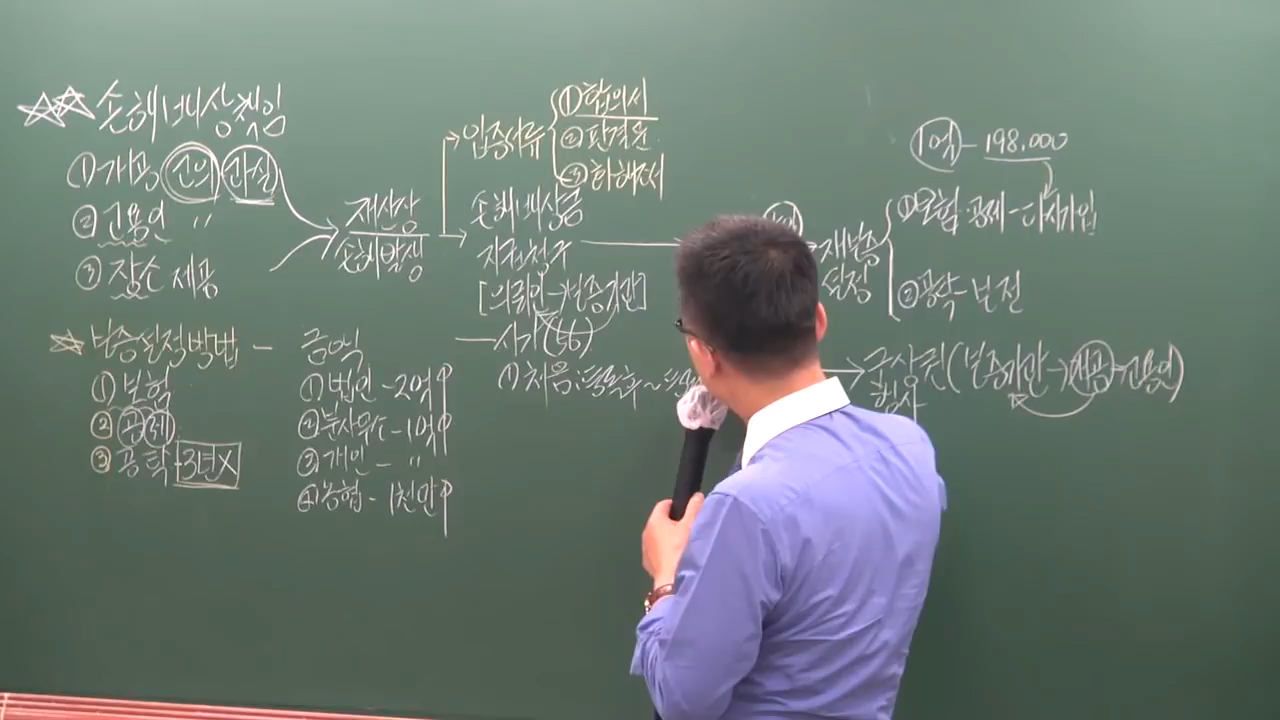 ☆☆ 손해배상책임
① 개공 고의 과실
② 고용인 〃
③ 장소 제공
재산상
손해발생
입증서류
① 합의서
② 판결문
③ 화해조서
손해배상금
지급청구
[의뢰인→보증기관]
시기
① 처음:
1억 - 198,000
재보증
설정
① 보험·공제-다시가입
② 공탁-보전
구상권 (보증기관→개공→고용인)
행사
☆ 보증설정방법 - 금액
① 보험
② 공제
③ 공탁-3년X
① 법인 -2억↑
② 분사무소-1억↑
③ 개인 - 〃
④ 농협 - 1천만↑